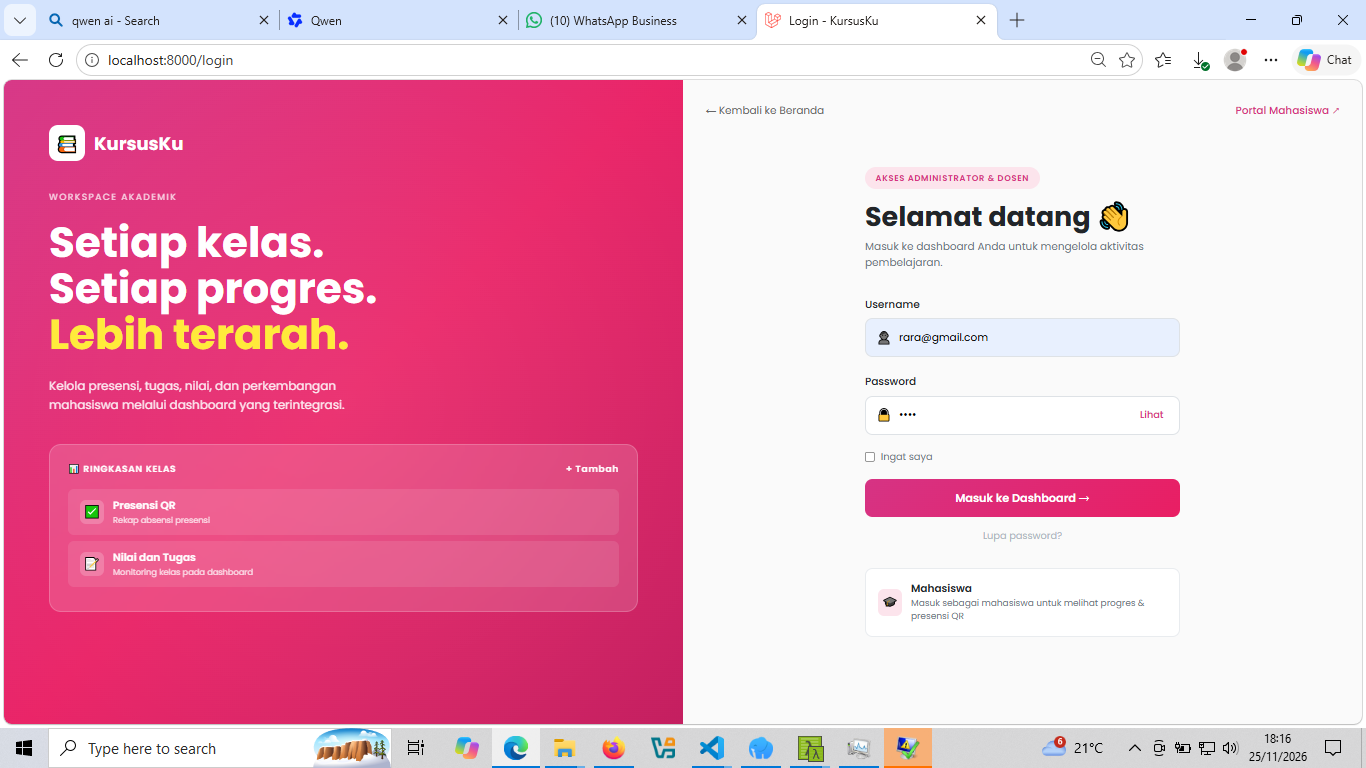 qwen ai - Search
Qwen
(10) WhatsApp Business
Login - KursusKu
localhost:8000/login
Chat
KursusKu
WORKSPACE AKADEMIK
Setiap kelas.
Setiap progres.
Lebih terarah.
Kelola presensi, tugas, nilai, dan perkembangan
mahasiswa melalui dashboard yang terintegrasi.
RINGKASAN KELAS
+ Tambah
Presensi QR
Rekap absensi presensi
Nilai dan Tugas
Monitoring kelas pada dashboard
← Kembali ke Beranda
Portal Mahasiswa ↗
AKSES ADMINISTRATOR & DOSEN
Selamat datang 👋
Masuk ke dashboard Anda untuk mengelola aktivitas
pembelajaran.
Username
rara@gmail.com
Password
••••
Lihat
Ingat saya
Masuk ke Dashboard →
Lupa password?
Mahasiswa
Masuk sebagai mahasiswa untuk melihat progres &
presensi QR
Type here to search
6
21°C
18:16
25/11/2026